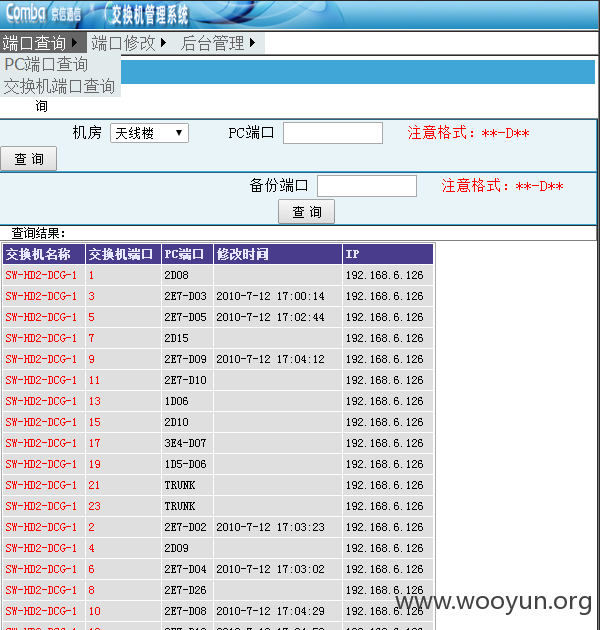 Comba 京信通信 交换机管理系统
端口查询 端口修改 后台管理
PC端口查询
交换机端口查询
询
机房 天线楼 PC端口 注意格式：**-D**
查 询
备份端口 注意格式：**-D**
查 询
查询结果：
交换机名称 交换机端口 PC端口 修改时间 IP
SW-HD2-DCG-1 1 2D08 192.168.6.126
SW-HD2-DCG-1 3 2E7-D03 2010-7-12 17:00:14 192.168.6.126
SW-HD2-DCG-1 5 2E7-D05 2010-7-12 17:02:44 192.168.6.126
SW-HD2-DCG-1 7 2D15 192.168.6.126
SW-HD2-DCG-1 9 2E7-D09 2010-7-12 17:04:12 192.168.6.126
SW-HD2-DCG-1 11 2E7-D10 192.168.6.126
SW-HD2-DCG-1 13 1D06 192.168.6.126
SW-HD2-DCG-1 15 2D10 192.168.6.126
SW-HD2-DCG-1 17 3E4-D07 192.168.6.126
SW-HD2-DCG-1 19 1D5-D06 192.168.6.126
SW-HD2-DCG-1 21 TRUNK 192.168.6.126
SW-HD2-DCG-1 23 TRUNK 192.168.6.126
SW-HD2-DCG-1 2 2E7-D02 2010-7-12 17:03:23 192.168.6.126
SW-HD2-DCG-1 4 2D09 192.168.6.126
SW-HD2-DCG-1 6 2E7-D04 2010-7-12 17:03:02 192.168.6.126
SW-HD2-DCG-1 8 2E7-D26 192.168.6.126
SW-HD2-DCG-1 10 2E7-D08 2010-7-12 17:04:29 192.168.6.126
www.wooyun.org